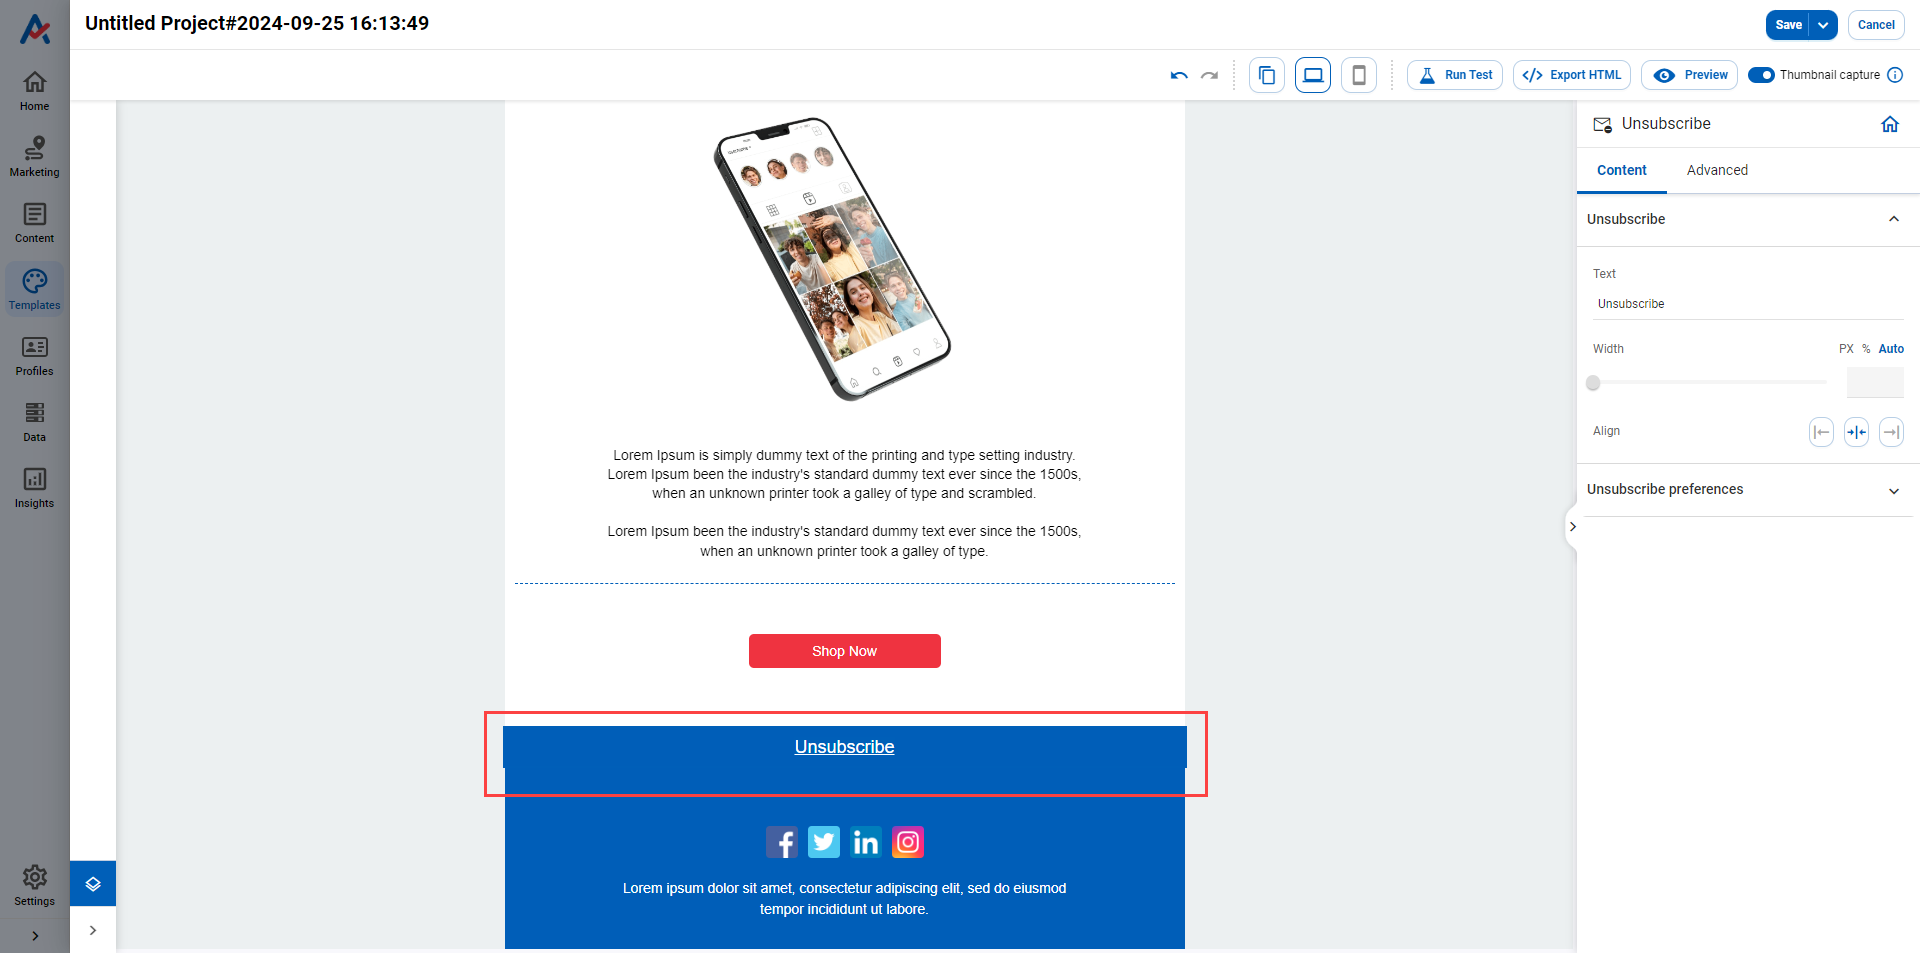 Untitled Project#2024-09-25 16:13:49
Save
Cancel
Run Test
</> Export HTML
Preview
Thumbnail capture
Home
Marketing
Content
Templates
Profiles
Data
Insights
Settings
Lorem Ipsum is simply dummy text of the printing and type setting industry.
Lorem Ipsum been the industry's standard dummy text ever since the 1500s,
when an unknown printer took a galley of type and scrambled.
Lorem Ipsum been the industry's standard dummy text ever since the 1500s,
when an unknown printer took a galley of type.
Shop Now
Unsubscribe
f
in
Lorem ipsum dolor sit amet, consectetur adipiscing elit, sed do eiusmod
tempor incididunt ut labore.
Unsubscribe
Content Advanced
Unsubscribe
Text
Unsubscribe
Width PX % Auto
Align
Unsubscribe preferences